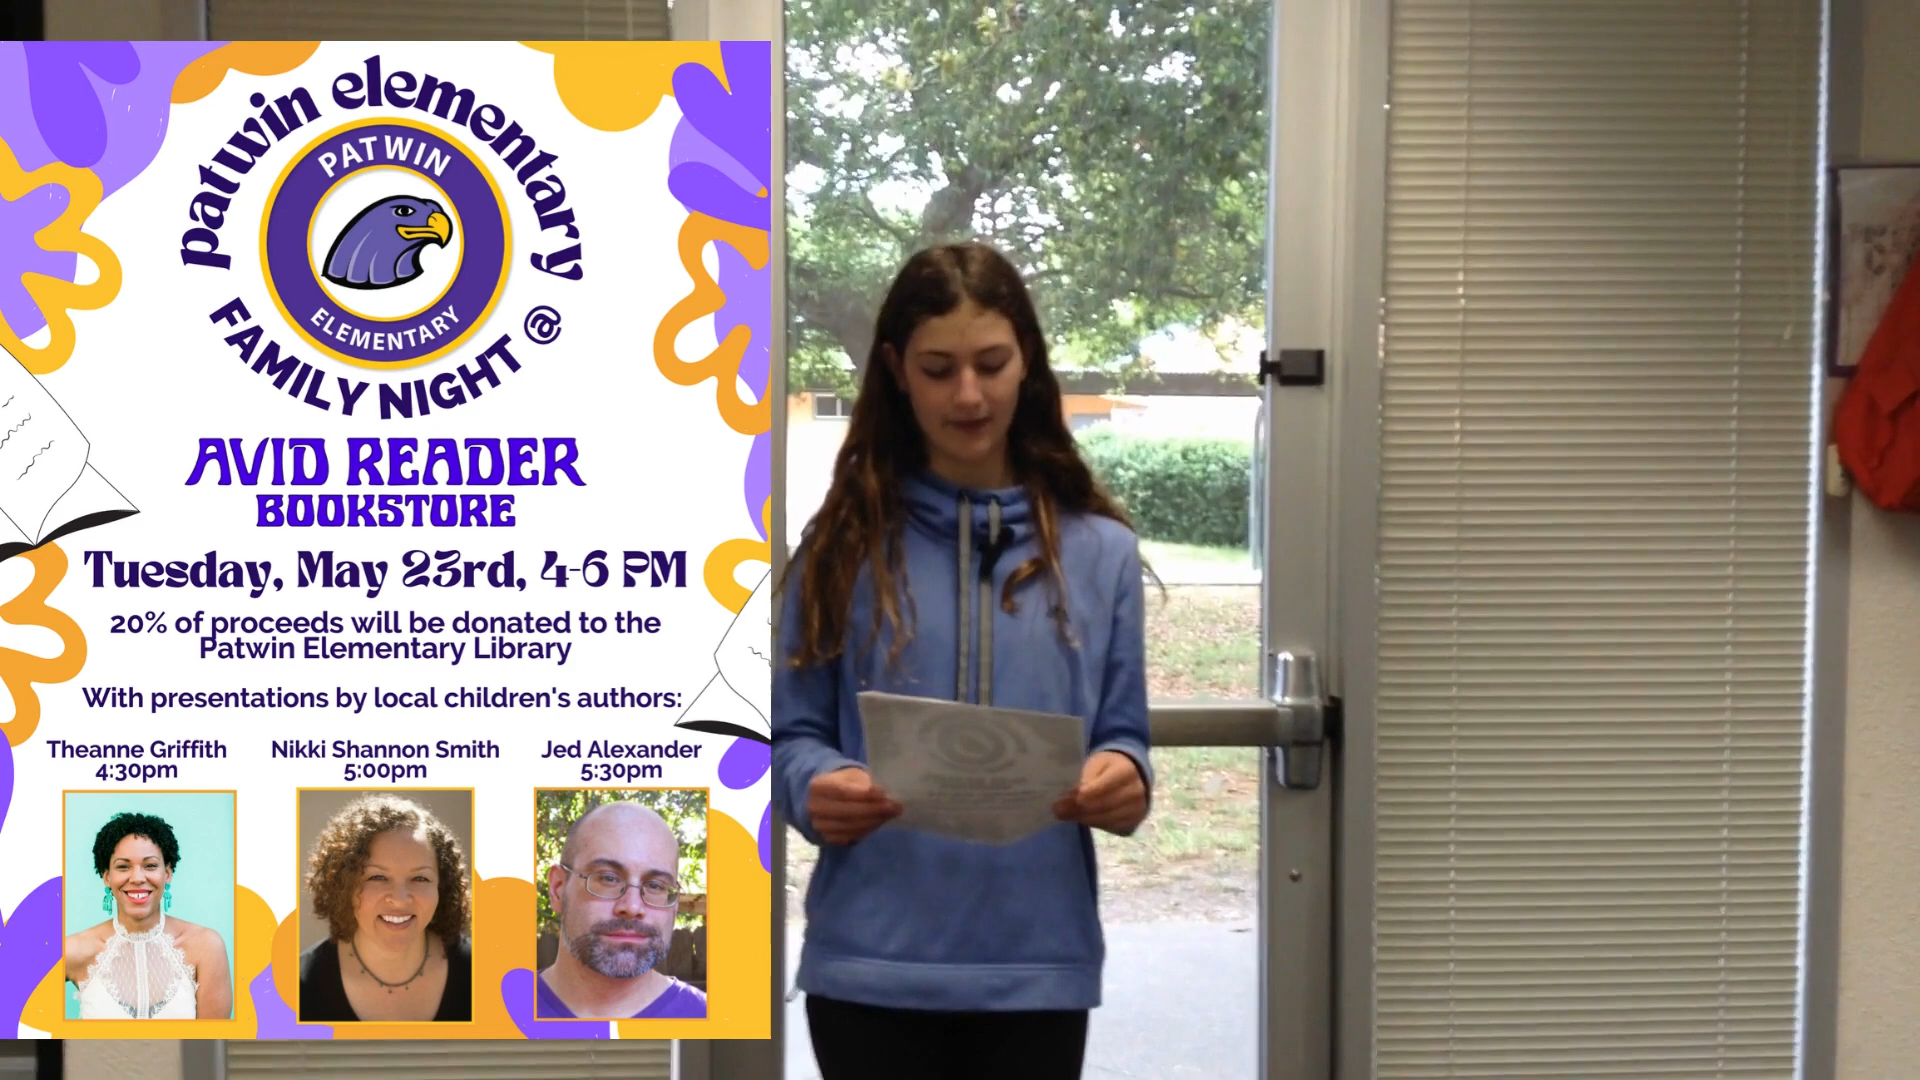 patwin elementary
PATWIN
ELEMENTARY
FAMILY NIGHT @
AVID READER
BOOKSTORE
Tuesday, May 23rd, 4-6 PM
20% of proceeds will be donated to the
Patwin Elementary Library
With presentations by local children's authors:
Theanne Griffith
4:30pm
Nikki Shannon Smith
5:00pm
Jed Alexander
5:30pm